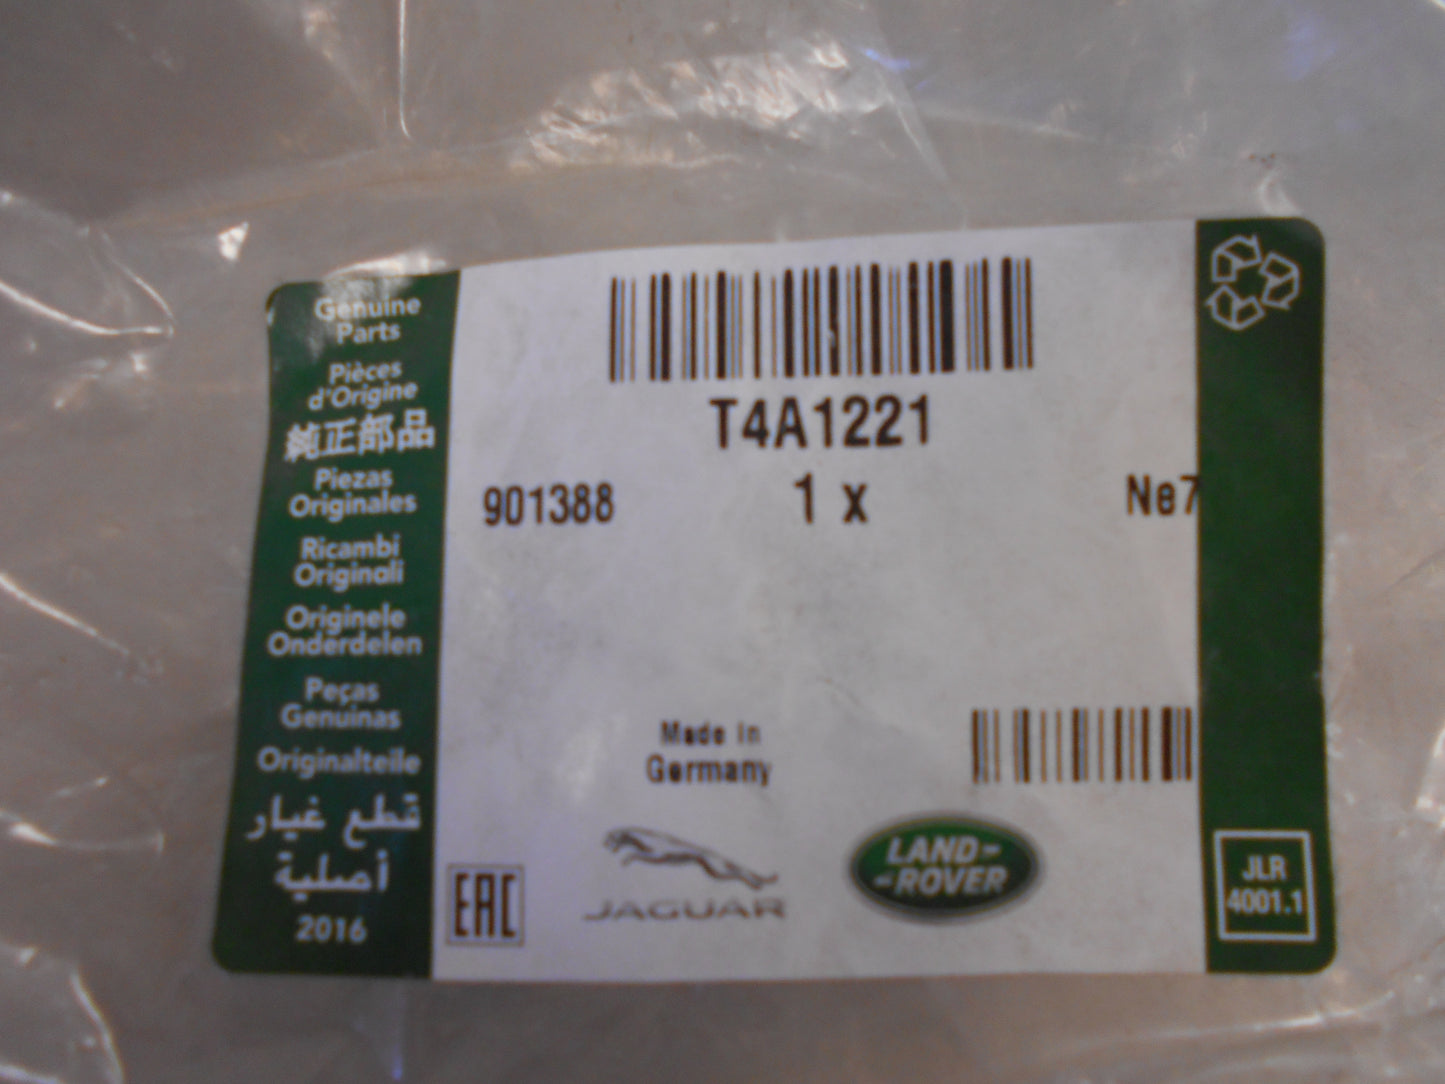 Genuine
Parts
Pièces
d'Origine
純正部品
Piezas
Originales
Ricambi
Originali
Originele
Onderdelen
Peças
Genuinas
Originalteile
قطع غيار
أصلية
2016
T4A1221
901388 1 x Ne7
Made in
Germany
EAC
JAGUAR
LAND-
-ROVER
JLR
4001.1